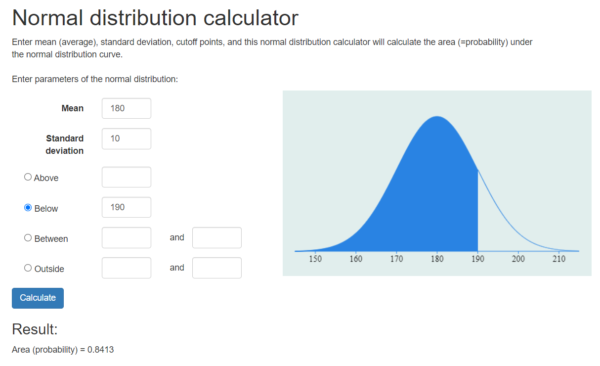 Normal distribution calculator
Enter mean (average), standard deviation, cutoff points, and this normal distribution calculator will calculate the area (=probability) under
the normal distribution curve.
Enter parameters of the normal distribution:
Mean 180
Standard deviation 10
Above
Below 190
Between and
Outside and
Calculate
150 160 170 180 190 200 210
Result:
Area (probability) = 0.8413